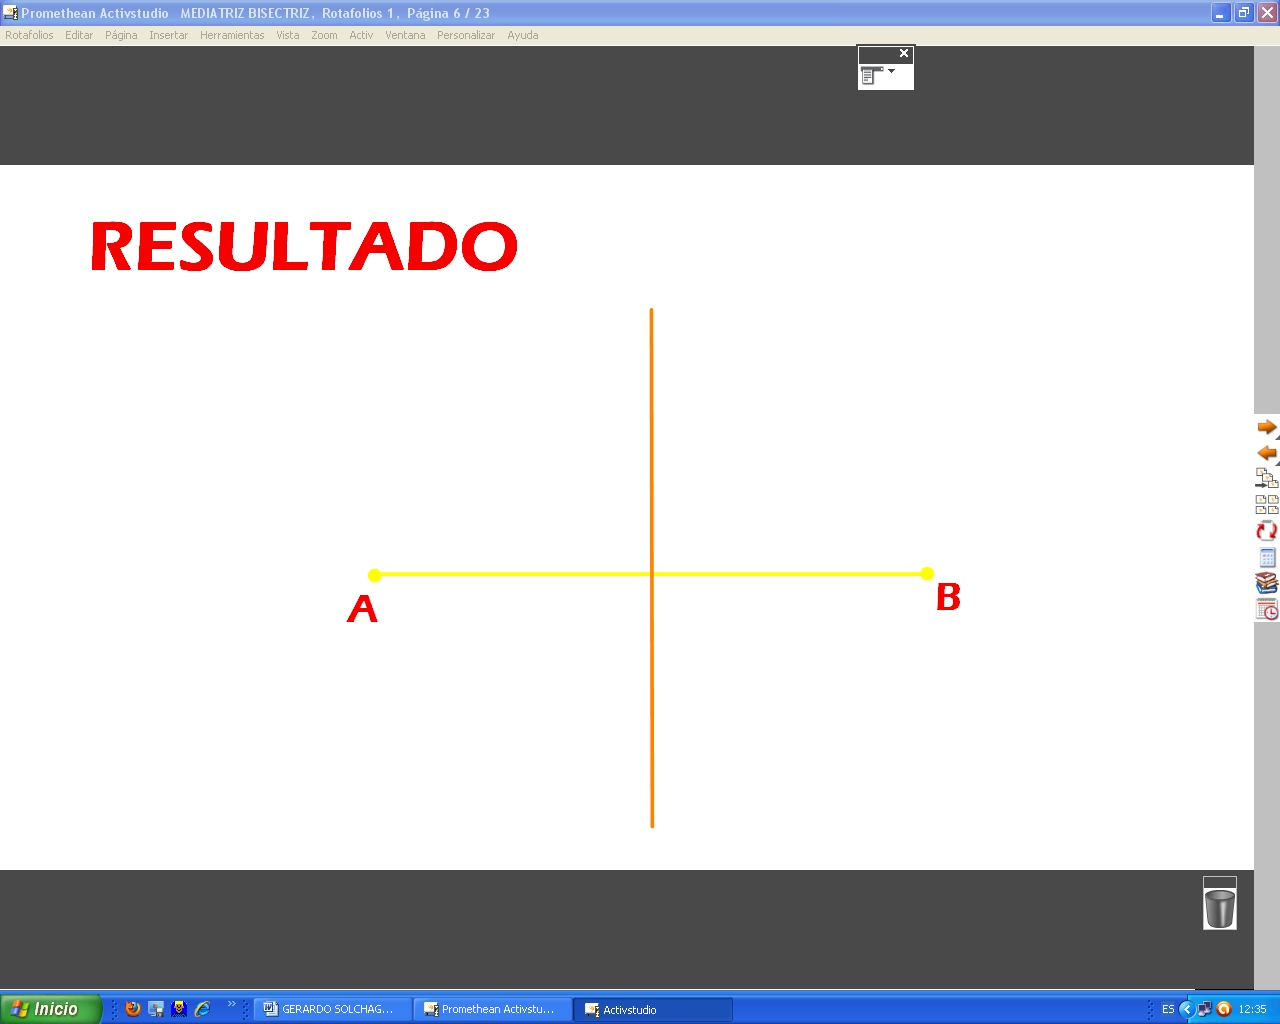 Promethean Activstudio MEDIATRIZ BISECTRIZ, Rotafolios 1, Página 6 / 23
Rotafolios Editar Página Insertar Herramientas Vista Zoom Activ Ventana Personalizar Ayuda
RESULTADO
A
B
Inicio
GERARDO SOLCHAG...
Promethean Activstu...
Activstudio
ES
12:35